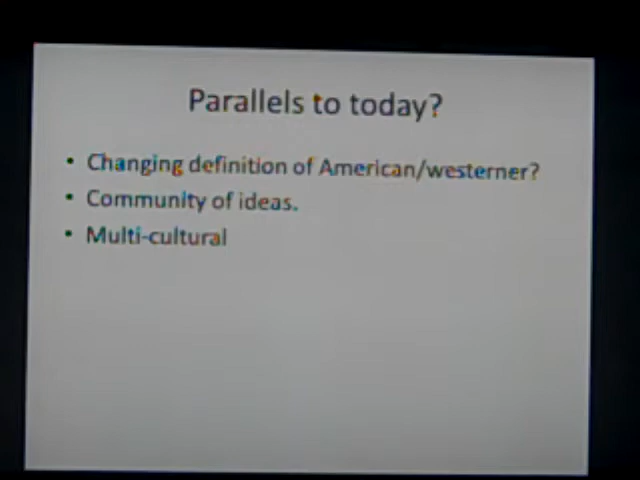 Parallels to today?
• Changing definition of American/westerner?
• Community of ideas.
• Multi-cultural